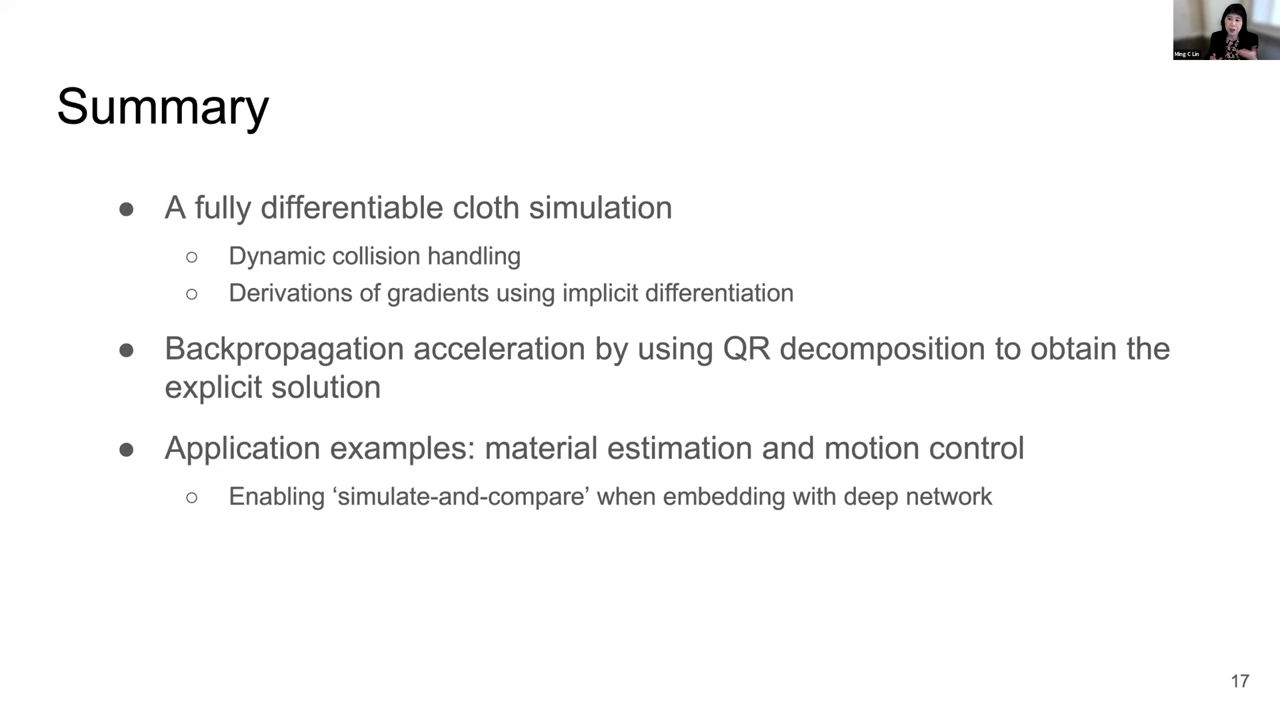 Ming C Lin
Summary
● A fully differentiable cloth simulation
○ Dynamic collision handling
○ Derivations of gradients using implicit differentiation
● Backpropagation acceleration by using QR decomposition to obtain the
explicit solution
● Application examples: material estimation and motion control
○ Enabling ‘simulate-and-compare’ when embedding with deep network
17